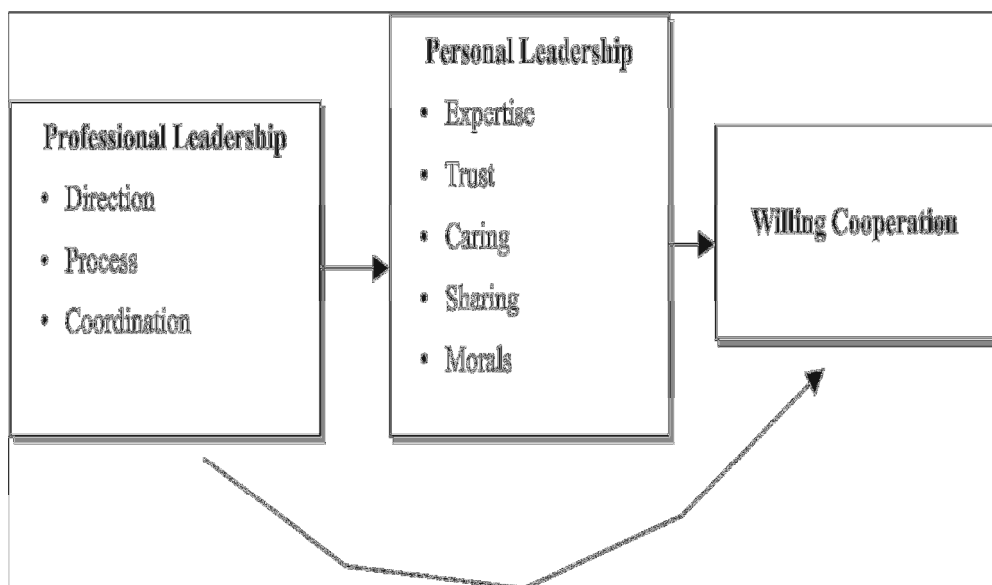 Professional Leadership
• Direction
• Process
• Coordination
Personal Leadership
• Expertise
• Trust
• Caring
• Sharing
• Morals
Willing Cooperation